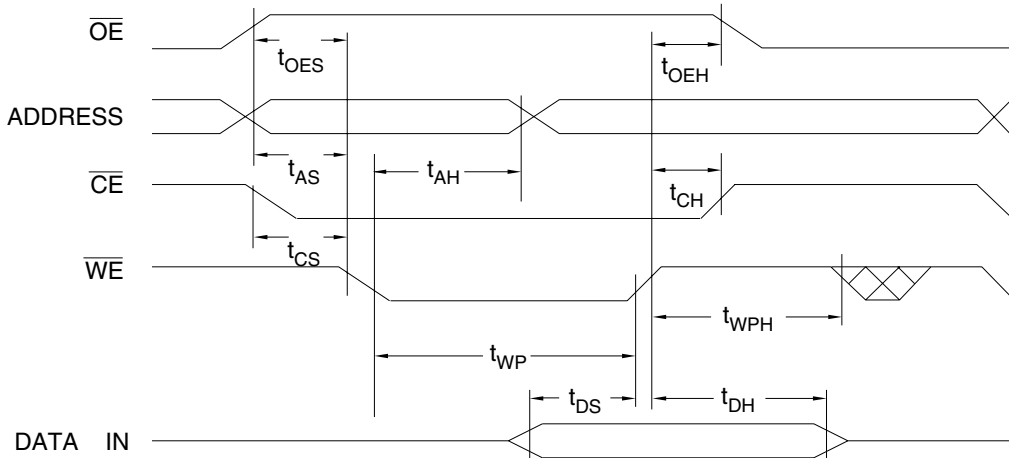 OE
tOES
tOEH
ADDRESS
tAS
tAH
CE
tCH
tCS
WE
tWPH
tWP
tDS
tDH
DATA IN